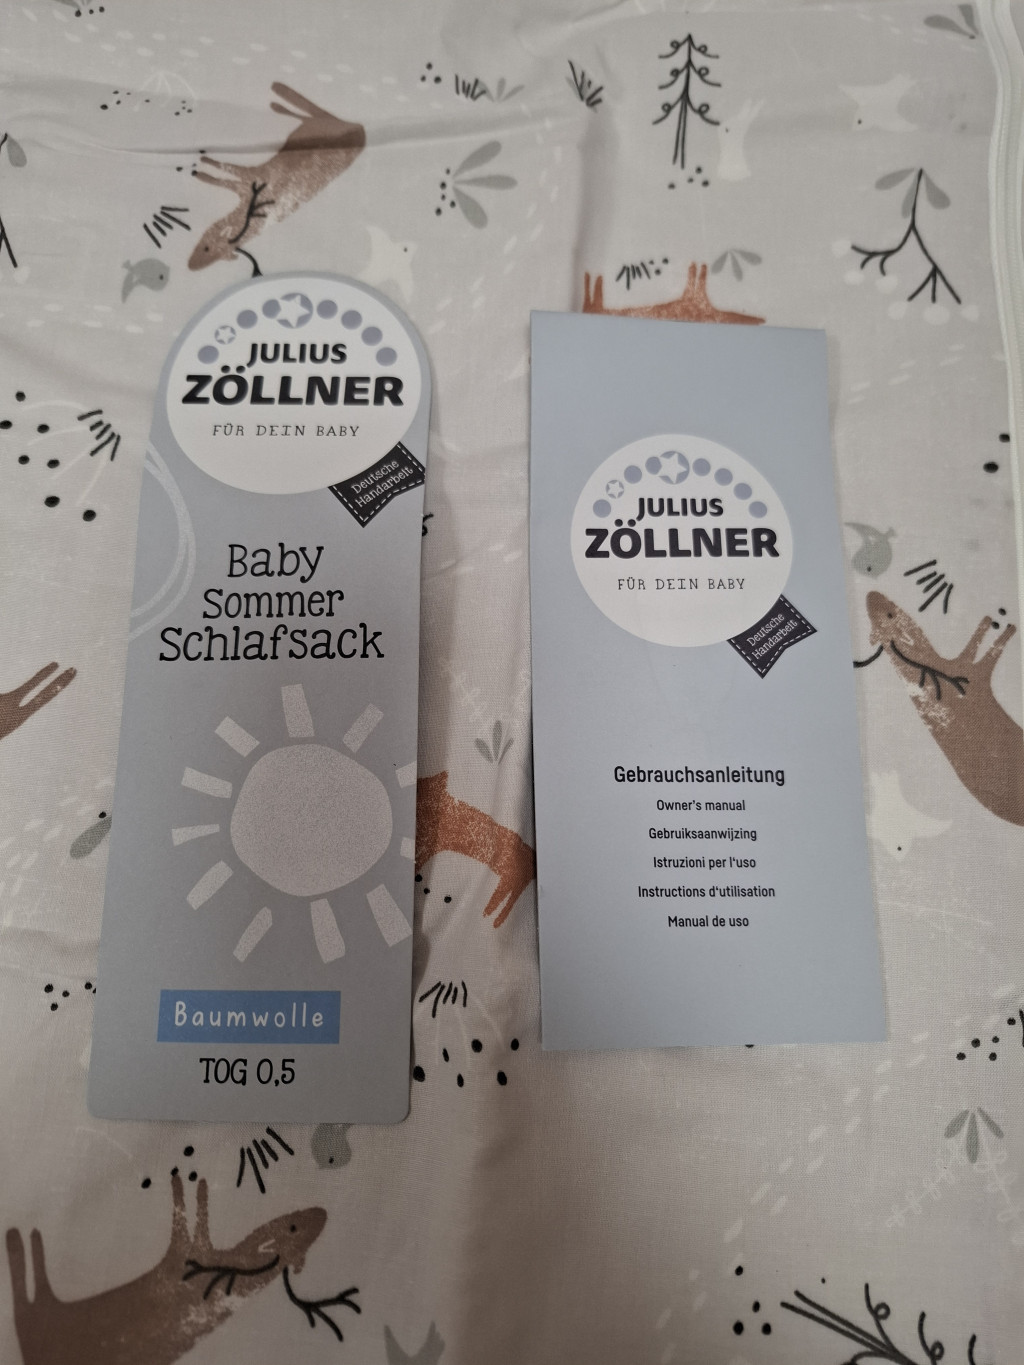 JULIUS
ZÖLLNER
FÜR DEIN BABY
Deutsche
Handarbeit
Baby
Sommer
Schlafsack
Baumwolle
TOG 0,5
JULIUS
ZÖLLNER
FÜR DEIN BABY
Deutsche
Handarbeit
Gebrauchsanleitung
Owner's manual
Gebruiksaanwijzing
Istruzioni per l'uso
Instructions d'utilisation
Manual de uso